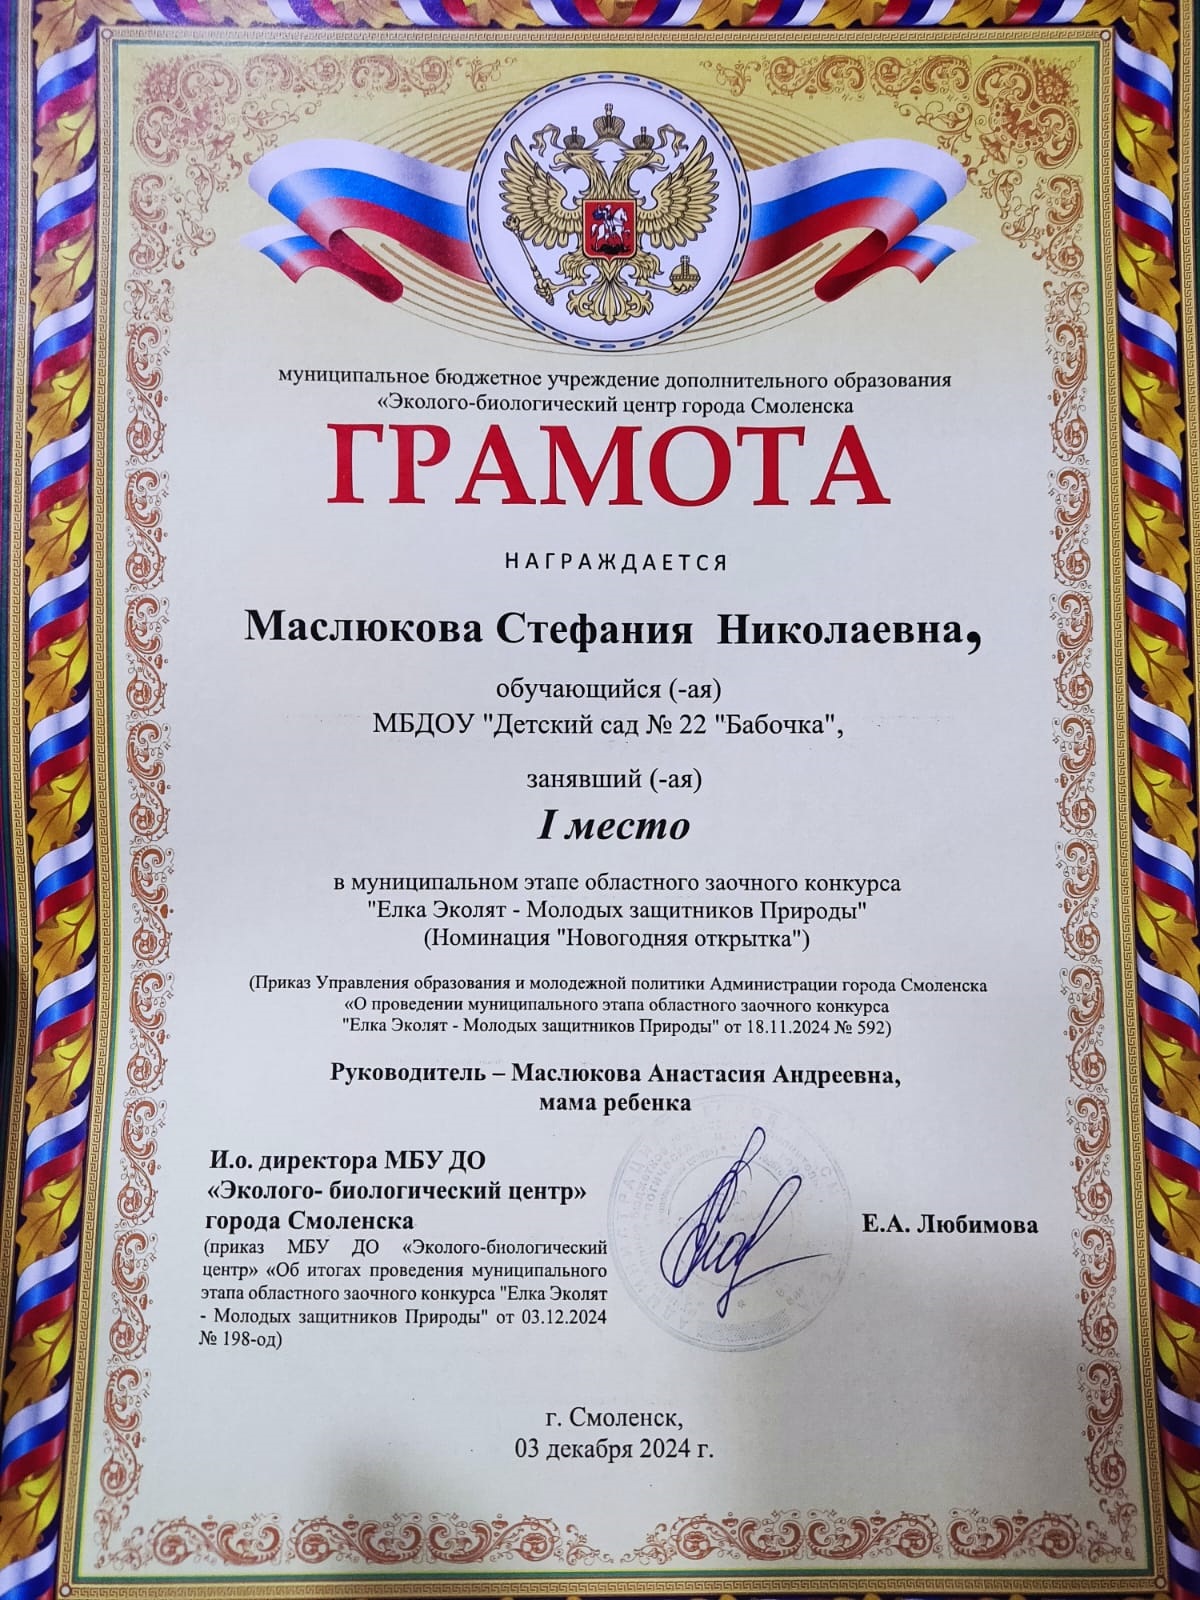 муниципальное бюджетное учреждение дополнительного образования
«Эколого-биологический центр города Смоленска
ГРАМОТА
НАГРАЖДАЕТСЯ
Маслюкова Стефания Николаевна,
обучающийся (-ая)
МБДОУ "Детский сад № 22 "Бабочка",
занявший (-ая)
I место
в муниципальном этапе областного заочного конкурса
"Елка Эколят - Молодых защитников Природы"
(Номинация "Новогодняя открытка")
(Приказ Управления образования и молодежной политики Администрации города Смоленска
«О проведении муниципального этапа областного заочного конкурса
"Елка Эколят - Молодых защитников Природы" от 18.11.2024 № 592)
Руководитель – Маслюкова Анастасия Андреевна,
мама ребенка
И.о. директора МБУ ДО
«Эколого- биологический центр»
города Смоленска
Е.А. Любимова
(приказ МБУ ДО «Эколого-биологический
центр» «Об итогах проведения муниципального
этапа областного заочного конкурса "Елка Эколят
- Молодых защитников Природы" от 03.12.2024
№ 198-од)
г. Смоленск,
03 декабря 2024 г.